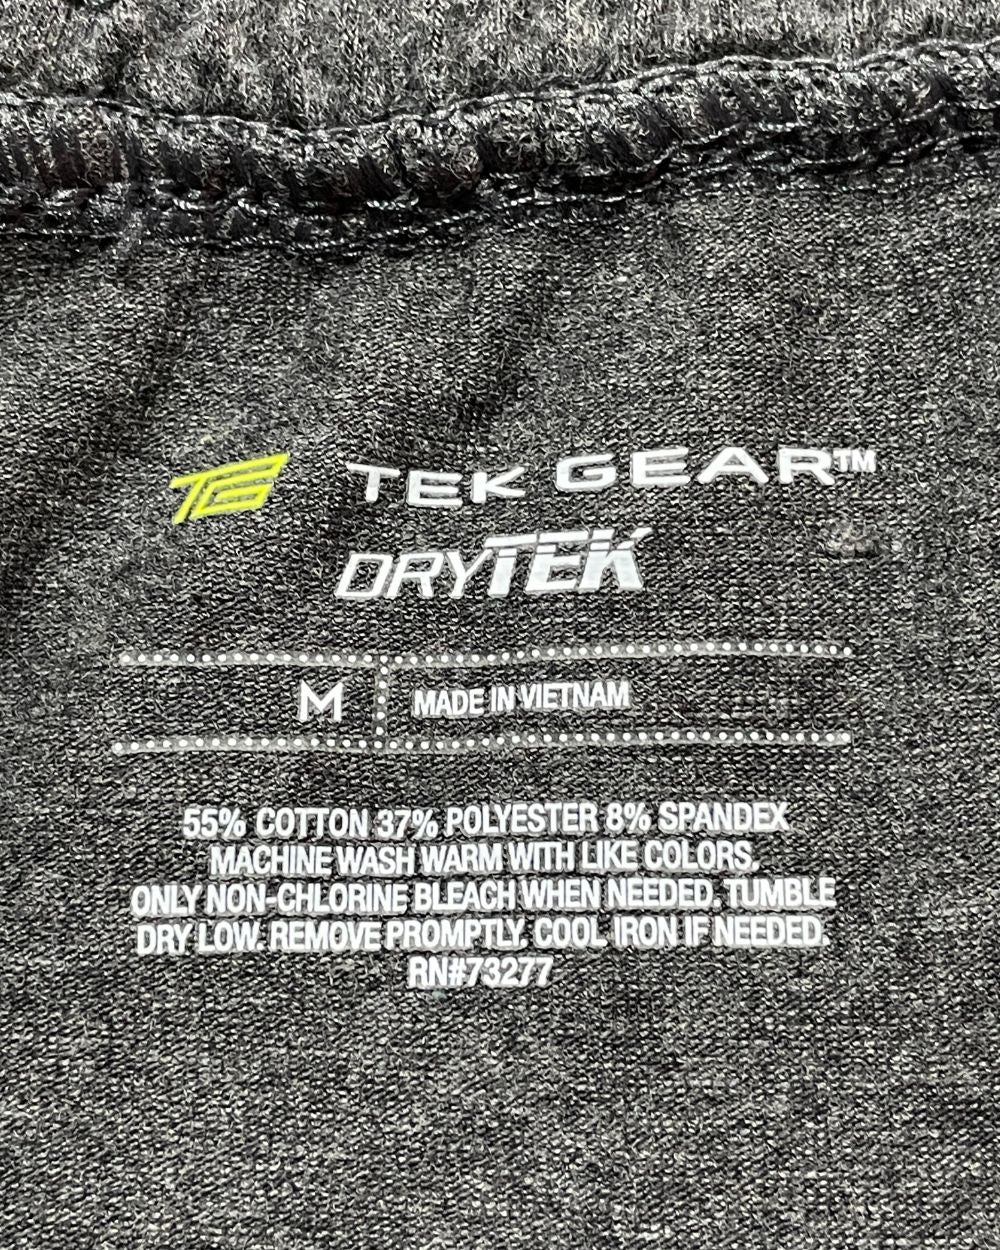 TG TEK GEAR™
DRYTEK
M MADE IN VIETNAM
55% COTTON 37% POLYESTER 8% SPANDEX
MACHINE WASH WARM WITH LIKE COLORS.
ONLY NON-CHLORINE BLEACH WHEN NEEDED. TUMBLE
DRY LOW. REMOVE PROMPTLY. COOL IRON IF NEEDED.
RN#73277